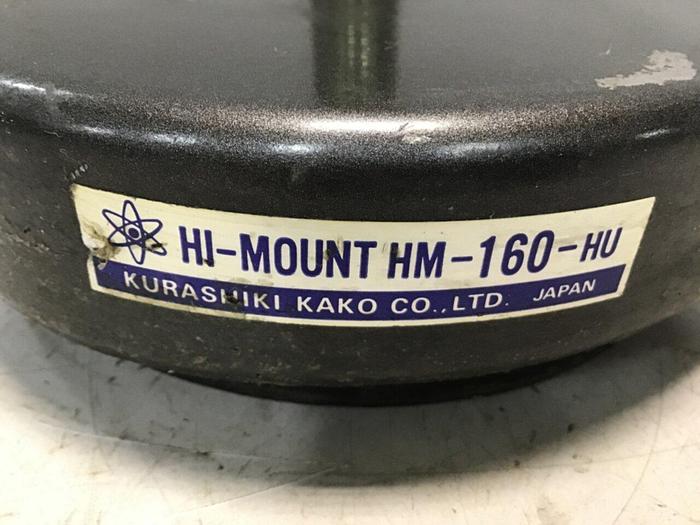 HI-MOUNT HM-160-HU
KURASHIKI KAKO CO.,LTD. JAPAN